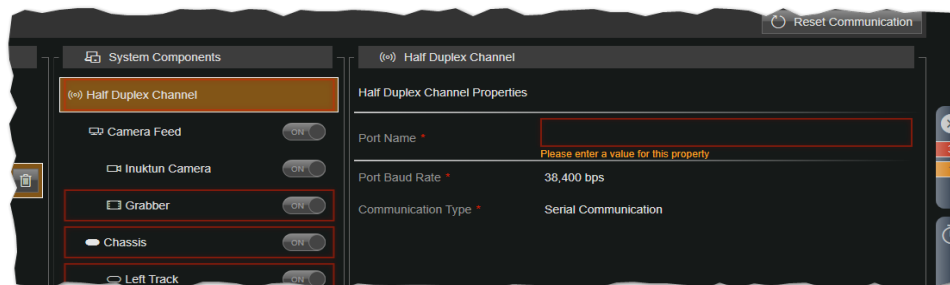 Reset Communication
System Components
Half Duplex Channel
Camera Feed
ON
Inuktun Camera
ON
Grabber
ON
Chassis
ON
Left Track
ON
Half Duplex Channel
Half Duplex Channel Properties
Port Name *
Please enter a value for this property
Port Baud Rate *
38,400 bps
Communication Type *
Serial Communication